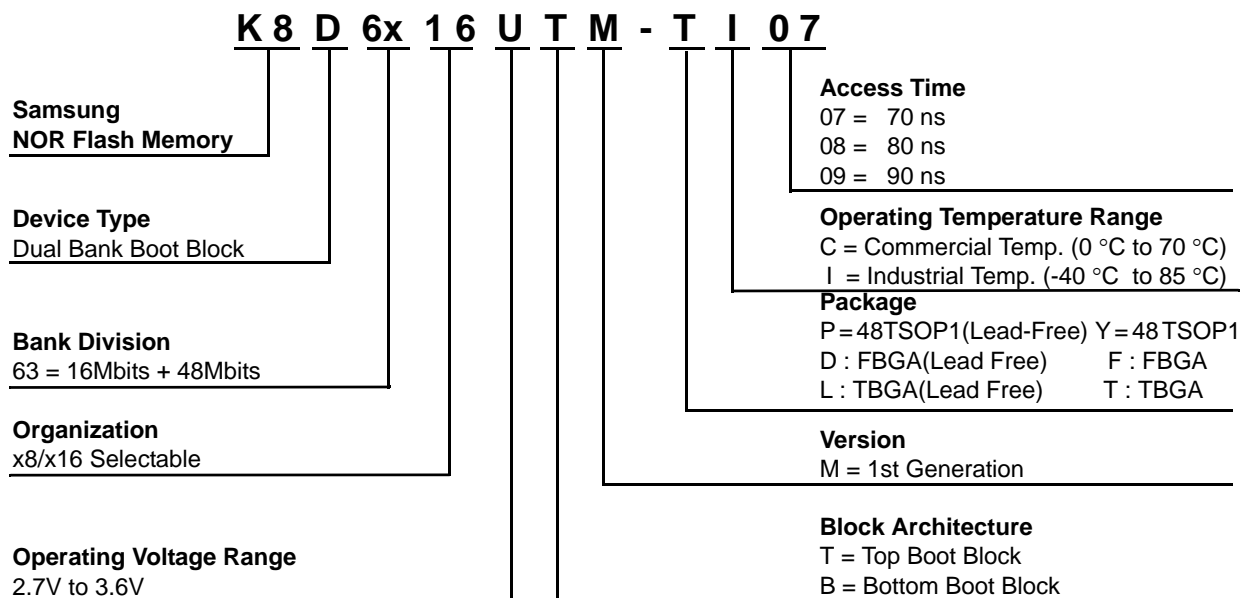 K 8 D 6x 1 6 U T M - T I 0 7
Samsung
NOR Flash Memory
Device Type
Dual Bank Boot Block
Bank Division
63 = 16Mbits + 48Mbits
Organization
x8/x16 Selectable
Operating Voltage Range
2.7V to 3.6V
Access Time
07 = 70 ns
08 = 80 ns
09 = 90 ns
Operating Temperature Range
C = Commercial Temp. (0 °C to 70 °C)
I = Industrial Temp. (-40 °C to 85 °C)
Package
P = 48TSOP1(Lead-Free) Y = 48 TSOP1
D : FBGA(Lead Free) F : FBGA
L : TBGA(Lead Free) T : TBGA
Version
M = 1st Generation
Block Architecture
T = Top Boot Block
B = Bottom Boot Block